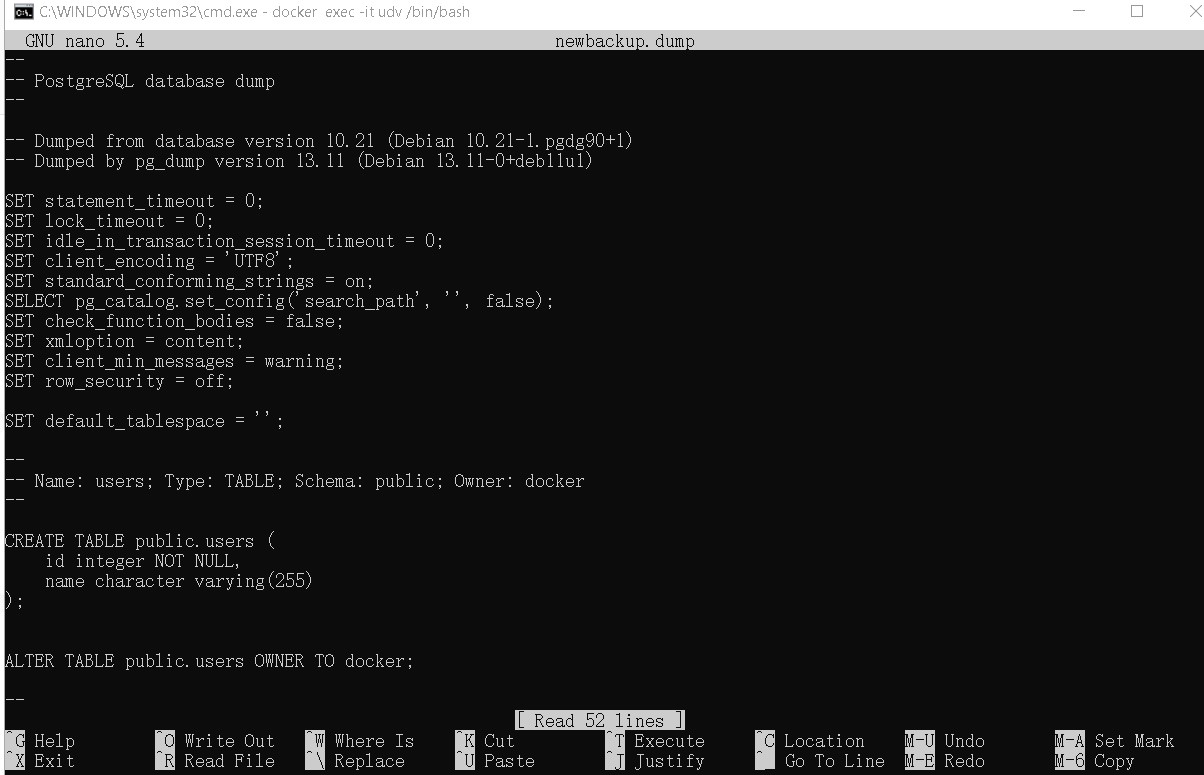 C:\WINDOWS\system32\cmd.exe - docker exec -it udv /bin/bash
GNU nano 5.4 newbackup.dump
--
-- PostgreSQL database dump
--
-- Dumped from database version 10.21 (Debian 10.21-1.pgdg90+1)
-- Dumped by pg_dump version 13.11 (Debian 13.11-0+deb11u1)
SET statement_timeout = 0;
SET lock_timeout = 0;
SET idle_in_transaction_session_timeout = 0;
SET client_encoding = 'UTF8';
SET standard_conforming_strings = on;
SELECT pg_catalog.set_config('search_path', '', false);
SET check_function_bodies = false;
SET xmloption = content;
SET client_min_messages = warning;
SET row_security = off;
SET default_tablespace = '';
--
-- Name: users; Type: TABLE; Schema: public; Owner: docker
--
CREATE TABLE public.users (
    id integer NOT NULL,
    name character varying(255)
);
ALTER TABLE public.users OWNER TO docker;
--
[ Read 52 lines ]
^G Help ^O Write Out ^W Where Is ^K Cut ^T Execute ^C Location M-U Undo M-A Set Mark
^X Exit ^R Read File ^\ Replace ^U Paste ^J Justify ^_ Go To Line M-E Redo M-6 Copy